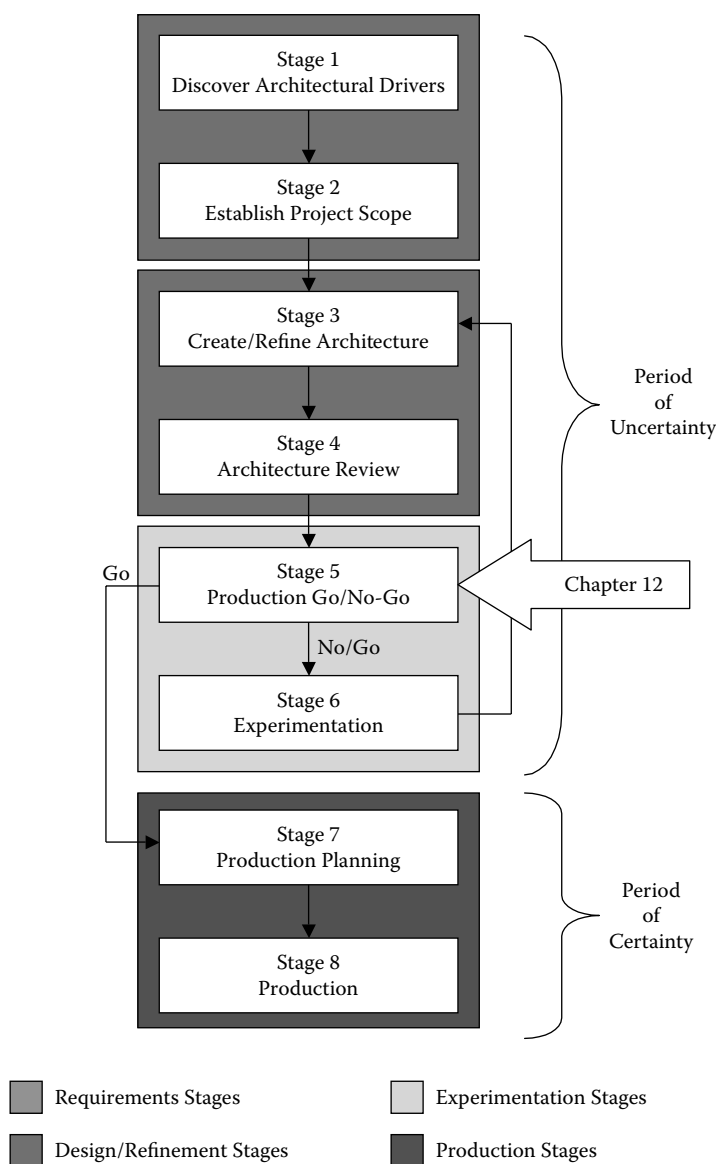 Stage 1
Discover Architectural Drivers
Stage 2
Establish Project Scope
Stage 3
Create/Refine Architecture
Period
of
Uncertainty
Stage 4
Architecture Review
Go
Stage 5
Production Go/No-Go
Chapter 12
No/Go
Stage 6
Experimentation
Stage 7
Production Planning
Period
of
Certainty
Stage 8
Production
Requirements Stages
Experimentation Stages
Design/Refinement Stages
Production Stages